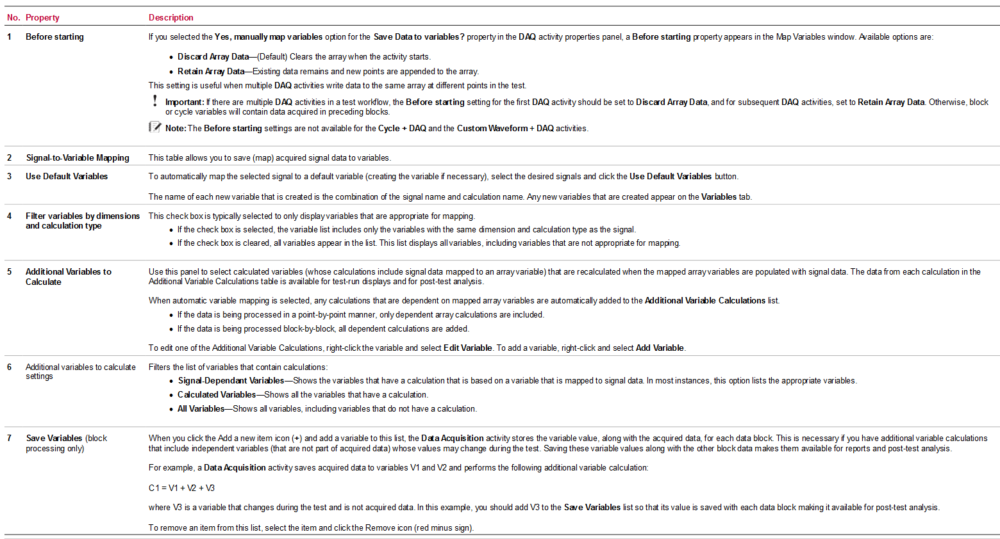 No. Property Description
1 Before starting If you selected the Yes, manually map variables option for the Save Data to variables? property in the DAQ activity properties panel, a Before starting property appears in the Map Variables window. Available options are:
• Discard Array Data—(Default) Clears the array when the activity starts.
• Retain Array Data—Existing data remains and new points are appended to the array.
This setting is useful when multiple DAQ activities write data to the same array at different points in the test.
Important: If there are multiple DAQ activities in a test workflow, the Before starting setting for the first DAQ activity should be set to Discard Array Data, and for subsequent DAQ activities, set to Retain Array Data. Otherwise, block
or cycle variables will contain data acquired in preceding blocks.
Note: The Before starting settings are not available for the Cycle + DAQ and the Custom Waveform + DAQ activities.
2 Signal-to-Variable Mapping This table allows you to save (map) acquired signal data to variables.
3 Use Default Variables To automatically map the selected signal to a default variable (creating the variable if necessary), select the desired signals and click the Use Default Variables button.
The name of each new variable that is created is the combination of the signal name and calculation name. Any new variables that are created appear on the Variables tab.
4 Filter variables by dimensions This check box is typically selected to only display variables that are appropriate for mapping.
and calculation type
• If the check box is selected, the variable list includes only the variables with the same dimension and calculation type as the signal.
• If the check box is cleared, all variables appear in the list. This list displays all variables, including variables that are not appropriate for mapping.
5 Additional Variables to Use this panel to select calculated variables (whose calculations include signal data mapped to an array variable) that are recalculated when the mapped array variables are populated with signal data. The data from each calculation in the
Calculate Additional Variable Calculations table is available for test-run displays and for post-test analysis.
When automatic variable mapping is selected, any calculations that are dependent on mapped array variables are automatically added to the Additional Variable Calculations list.
• If the data is being processed in a point-by-point manner, only dependent array calculations are included.
• If the data is being processed block-by-block, all dependent calculations are added.
To edit one of the Additional Variable Calculations, right-click the variable and select Edit Variable. To add a variable, right-click and select Add Variable.
6 Additional variables to calculate Filters the list of variables that contain calculations:
settings
• Signal-Dependant Variables—Shows the variables that have a calculation that is based on a variable that is mapped to signal data. In most instances, this option lists the appropriate variables.
• Calculated Variables—Shows all the variables that have a calculation.
• All Variables—Shows all variables, including variables that do not have a calculation.
7 Save Variables (block When you click the Add a new item icon (+) and add a variable to this list, the Data Acquisition activity stores the variable value, along with the acquired data, for each data block. This is necessary if you have additional variable calculations
processing only) that include independent variables (that are not part of acquired data) whose values may change during the test. Saving these variable values along with the other block data makes them available for reports and post-test analysis.
For example, a Data Acquisition activity saves acquired data to variables V1 and V2 and performs the following additional variable calculation:
C1 = V1 + V2 + V3
where V3 is a variable that changes during the test and is not acquired data. In this example, you should add V3 to the Save Variables list so that its value is saved with each data block making it available for post-test analysis.
To remove an item from this list, select the item and click the Remove icon (red minus sign).